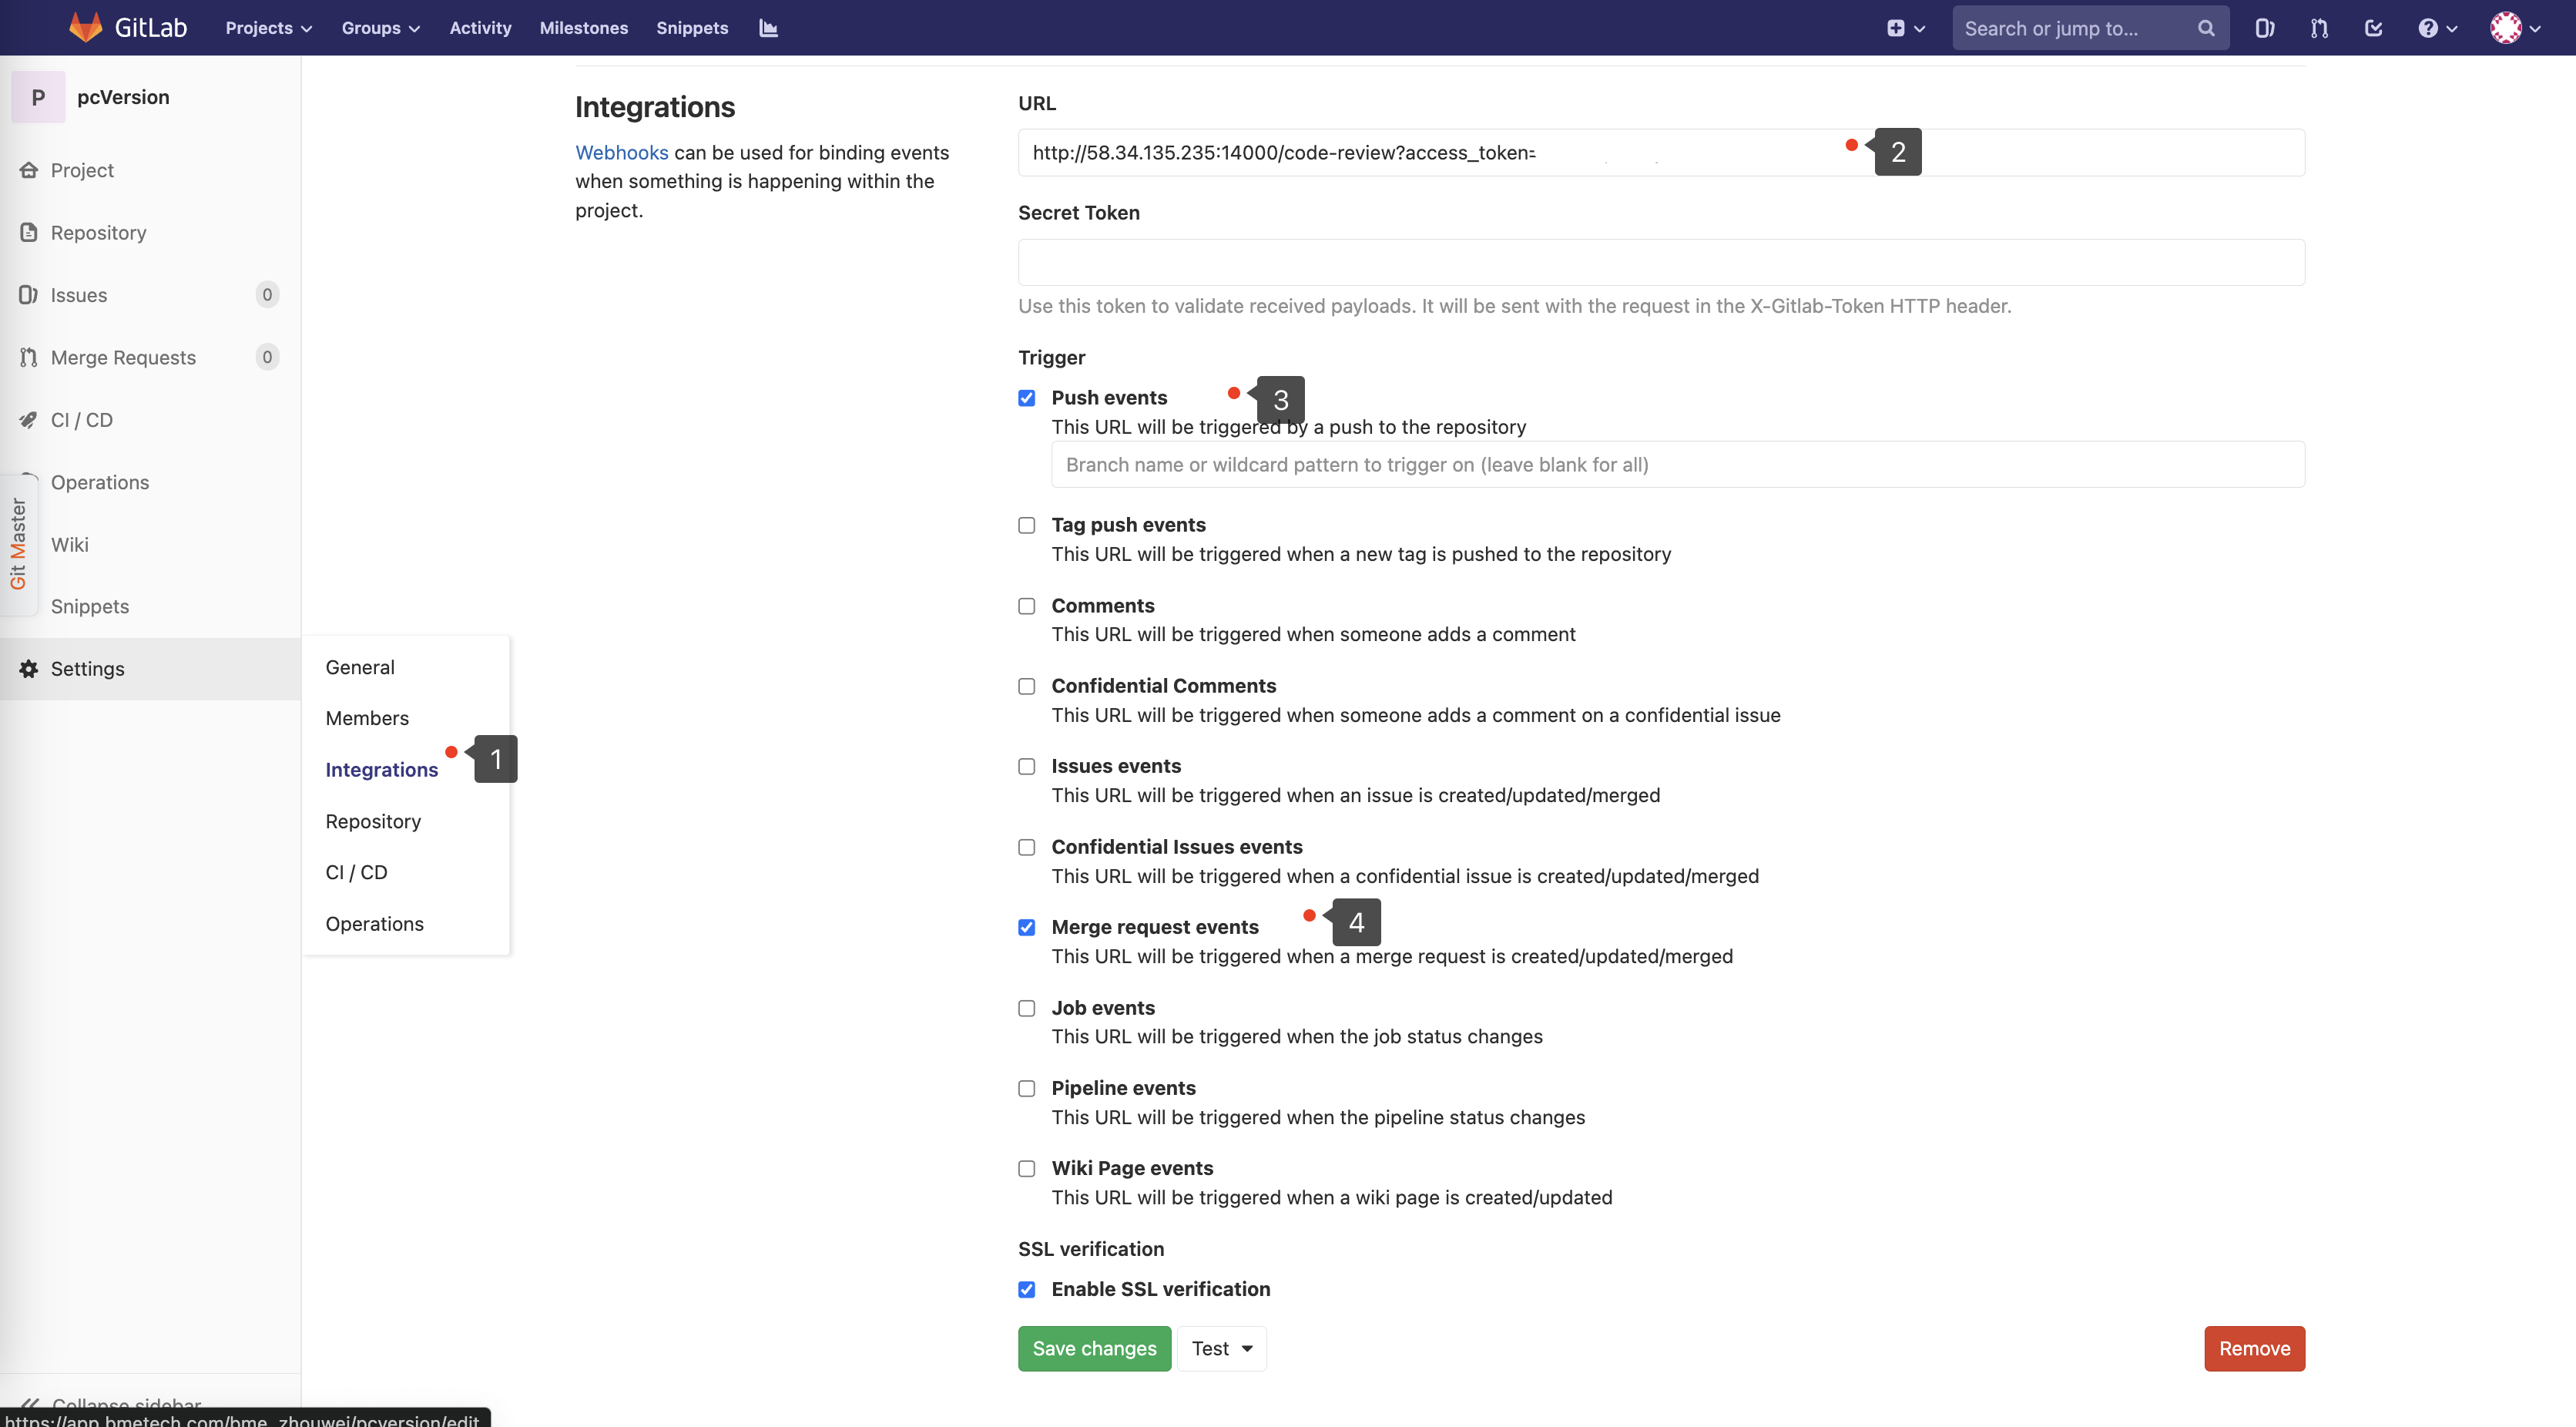 GitLab Projects Groups Activity Milestones Snippets Search or jump to...
P pcVersion
Project
Repository
Issues 0
Merge Requests 0
CI / CD
Operations
Wiki
Snippets
Settings
Git Master
General
Members
Integrations 1
Repository
CI / CD
Operations
Collapse sidebar
https://app.bmetech.com/bme_zhouwei/pcversion/edit
Integrations
Webhooks can be used for binding events
when something is happening within the
project.
URL
http://58.34.135.235:14000/code-review?access_token= 2
Secret Token
Use this token to validate received payloads. It will be sent with the request in the X-Gitlab-Token HTTP header.
Trigger
Push events 3
This URL will be triggered by a push to the repository
Branch name or wildcard pattern to trigger on (leave blank for all)
Tag push events
This URL will be triggered when a new tag is pushed to the repository
Comments
This URL will be triggered when someone adds a comment
Confidential Comments
This URL will be triggered when someone adds a comment on a confidential issue
Issues events
This URL will be triggered when an issue is created/updated/merged
Confidential Issues events
This URL will be triggered when a confidential issue is created/updated/merged
Merge request events 4
This URL will be triggered when a merge request is created/updated/merged
Job events
This URL will be triggered when the job status changes
Pipeline events
This URL will be triggered when the pipeline status changes
Wiki Page events
This URL will be triggered when a wiki page is created/updated
SSL verification
Enable SSL verification
Save changes Test Remove